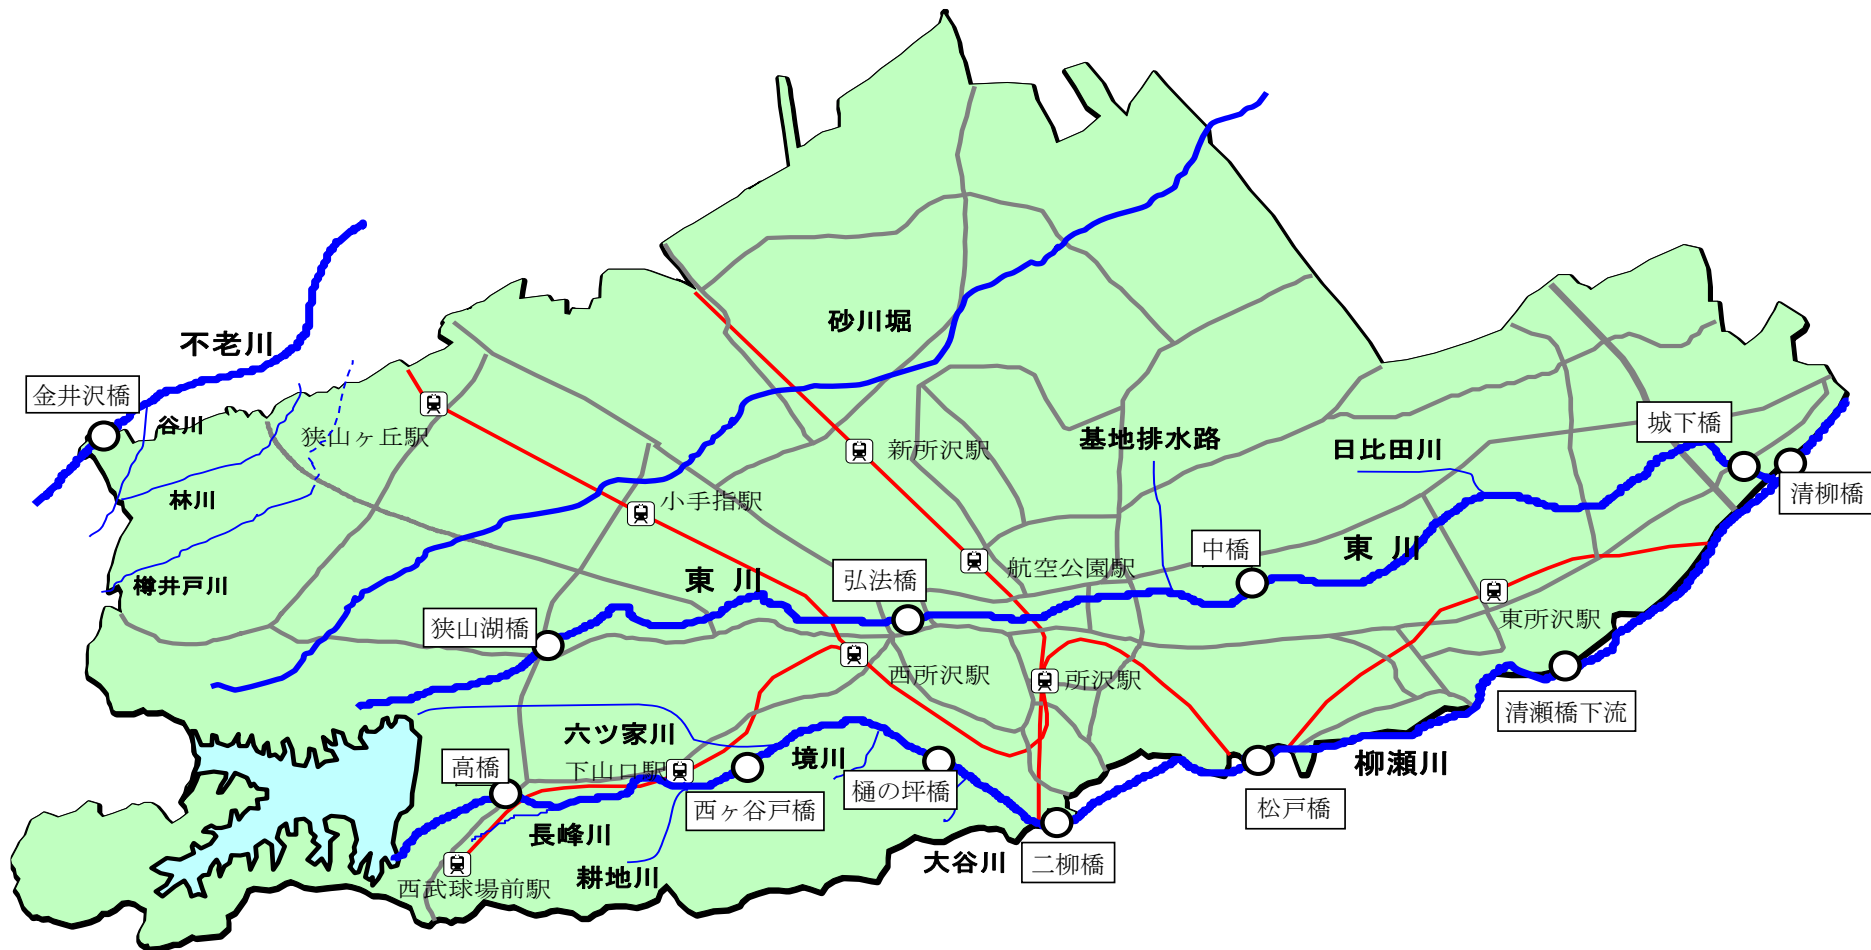 砂川堀
不老川
金井沢橋
谷川
狭山ヶ丘駅
新所沢駅
基地排水路
日比田川
城下橋
清柳橋
林川
小手指駅
樽井戸川
東川
弘法橋
航空公園駅
中橋
東川
狭山湖橋
西所沢駅
所沢駅
東所沢駅
清瀬橋下流
六ツ家川
境川
高橋
下山口駅
西ヶ谷戸橋
樋の坪橋
柳瀬川
松戸橋
長峰川
耕地川
西武球場前駅
大谷川
二柳橋